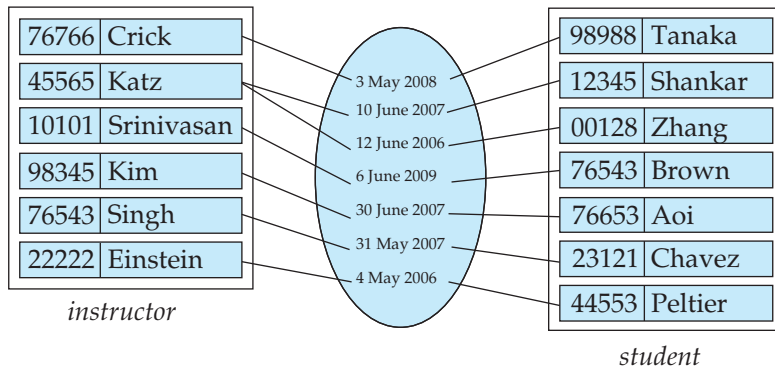 76766 Crick
45565 Katz
10101 Srinivasan
98345 Kim
76543 Singh
22222 Einstein
instructor
3 May 2008
10 June 2007
12 June 2006
6 June 2009
30 June 2007
31 May 2007
4 May 2006
98988 Tanaka
12345 Shankar
00128 Zhang
76543 Brown
76653 Aoi
23121 Chavez
44553 Peltier
student